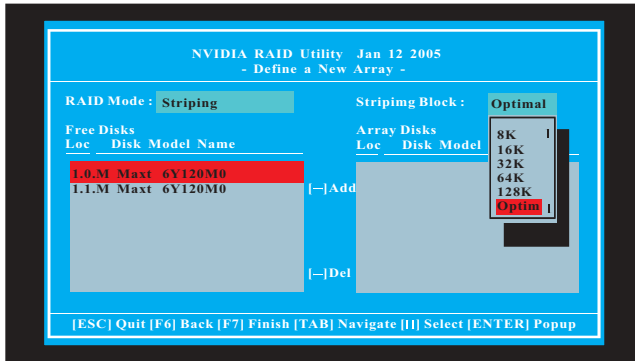 NVIDIA RAID Utility Jan 12 2005
- Define a New Array -
RAID Mode : Striping
Stripimg Block : Optimal
Free Disks
Loc Disk Model Name
Array Disks
Loc Disk Model
8K
16K
32K
64K
128K
Optim
1.0.M Maxt 6Y120M0
1.1.M Maxt 6Y120M0
[—]Add
[—]Del
[ESC] Quit [F6] Back [F7] Finish [TAB] Navigate [||] Select [ENTER] Popup